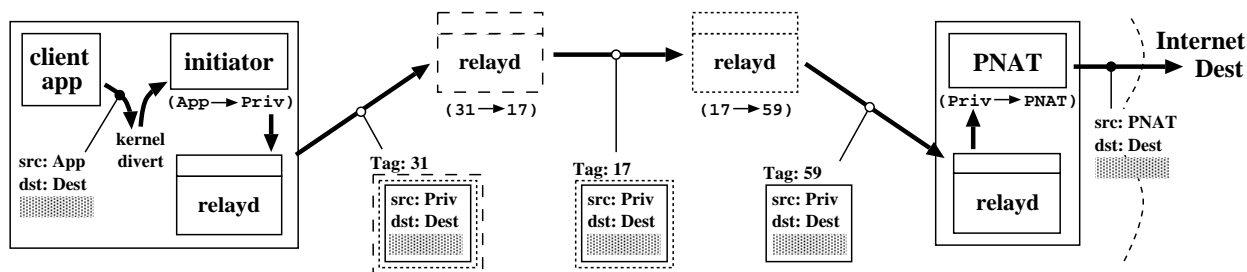 client
app
initiator
(App→Priv)
kernel
divert
src: App
dst: Dest
relayd
relayd
(31→17)
Tag: 31
src: Priv
dst: Dest
Tag: 17
src: Priv
dst: Dest
relayd
(17→59)
Tag: 59
src: Priv
dst: Dest
PNAT
(Priv→PNAT)
relayd
Internet
Dest
src: PNAT
dst: Dest